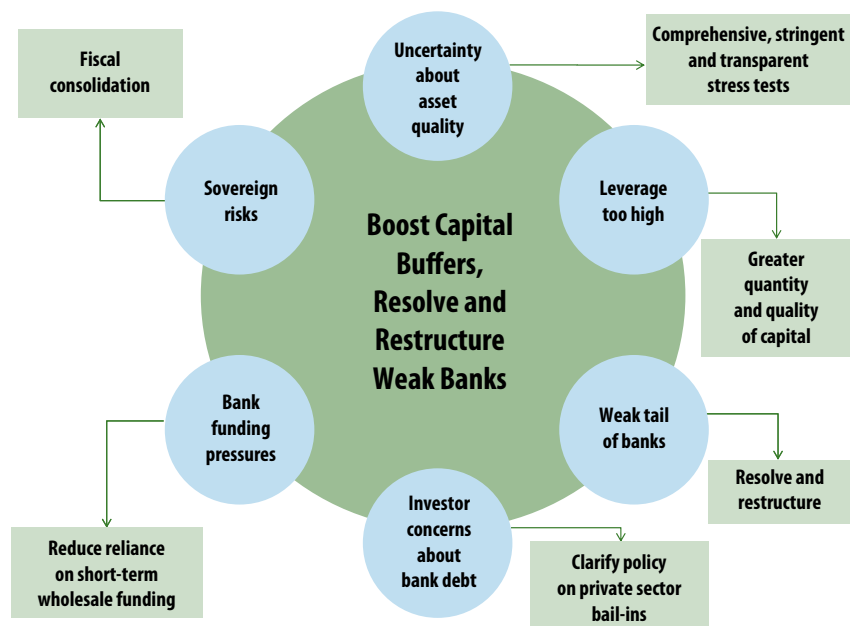 Uncertainty
about
asset
quality
Comprehensive, stringent
and transparent
stress tests
Fiscal
consolidation
Sovereign
risks
Leverage
too high
Boost Capital
Buffers,
Resolve and
Restructure
Weak Banks
Greater
quantity
and quality
of capital
Bank
funding
pressures
Weak tail
of banks
Resolve and
restructure
Investor
concerns
about
bank debt
Reduce reliance
on short-term
wholesale funding
Clarify policy
on private sector
bail-ins